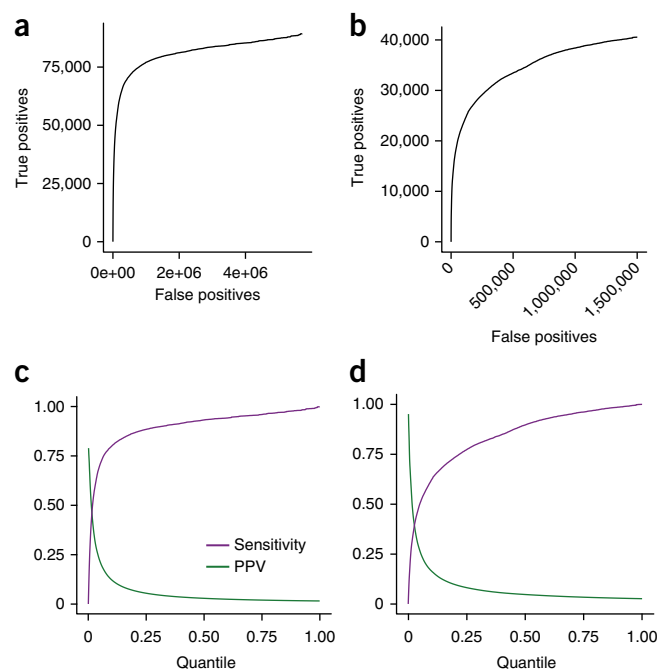 a
75,000
50,000
25,000
0
True positives
0e+00 2e+06 4e+06
False positives
b
40,000
30,000
20,000
10,000
0
True positives
0 500,000 1,000,000 1,500,000
False positives
c
1.00
0.75
0.50
0.25
0
Sensitivity
PPV
0 0.25 0.50 0.75 1.00
Quantile
d
1.00
0.75
0.50
0.25
0
0 0.25 0.50 0.75 1.00
Quantile